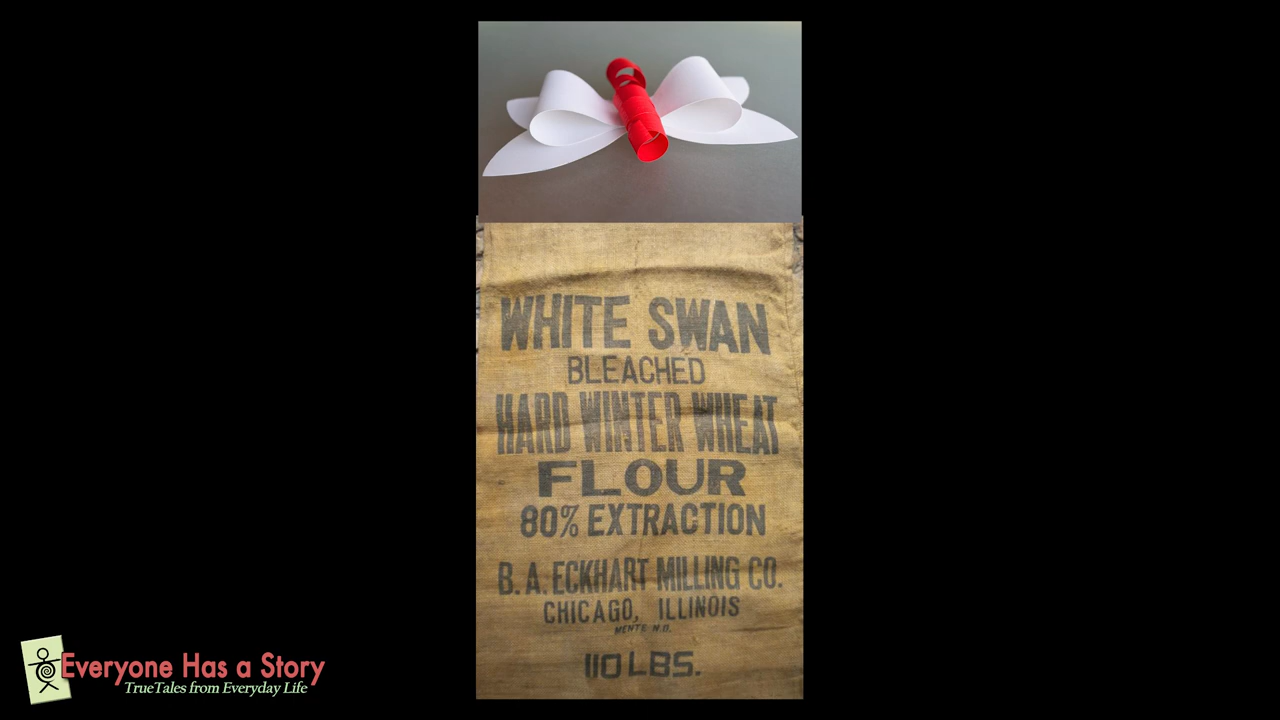 WHITE SWAN
BLEACHED
HARD WINTER WHEAT
FLOUR
80% EXTRACTION
B. A. ECKHART MILLING CO.
CHICAGO, ILLINOIS
MENTE N.O.
110 LBS.
Everyone Has a Story
True Tales from Everyday Life